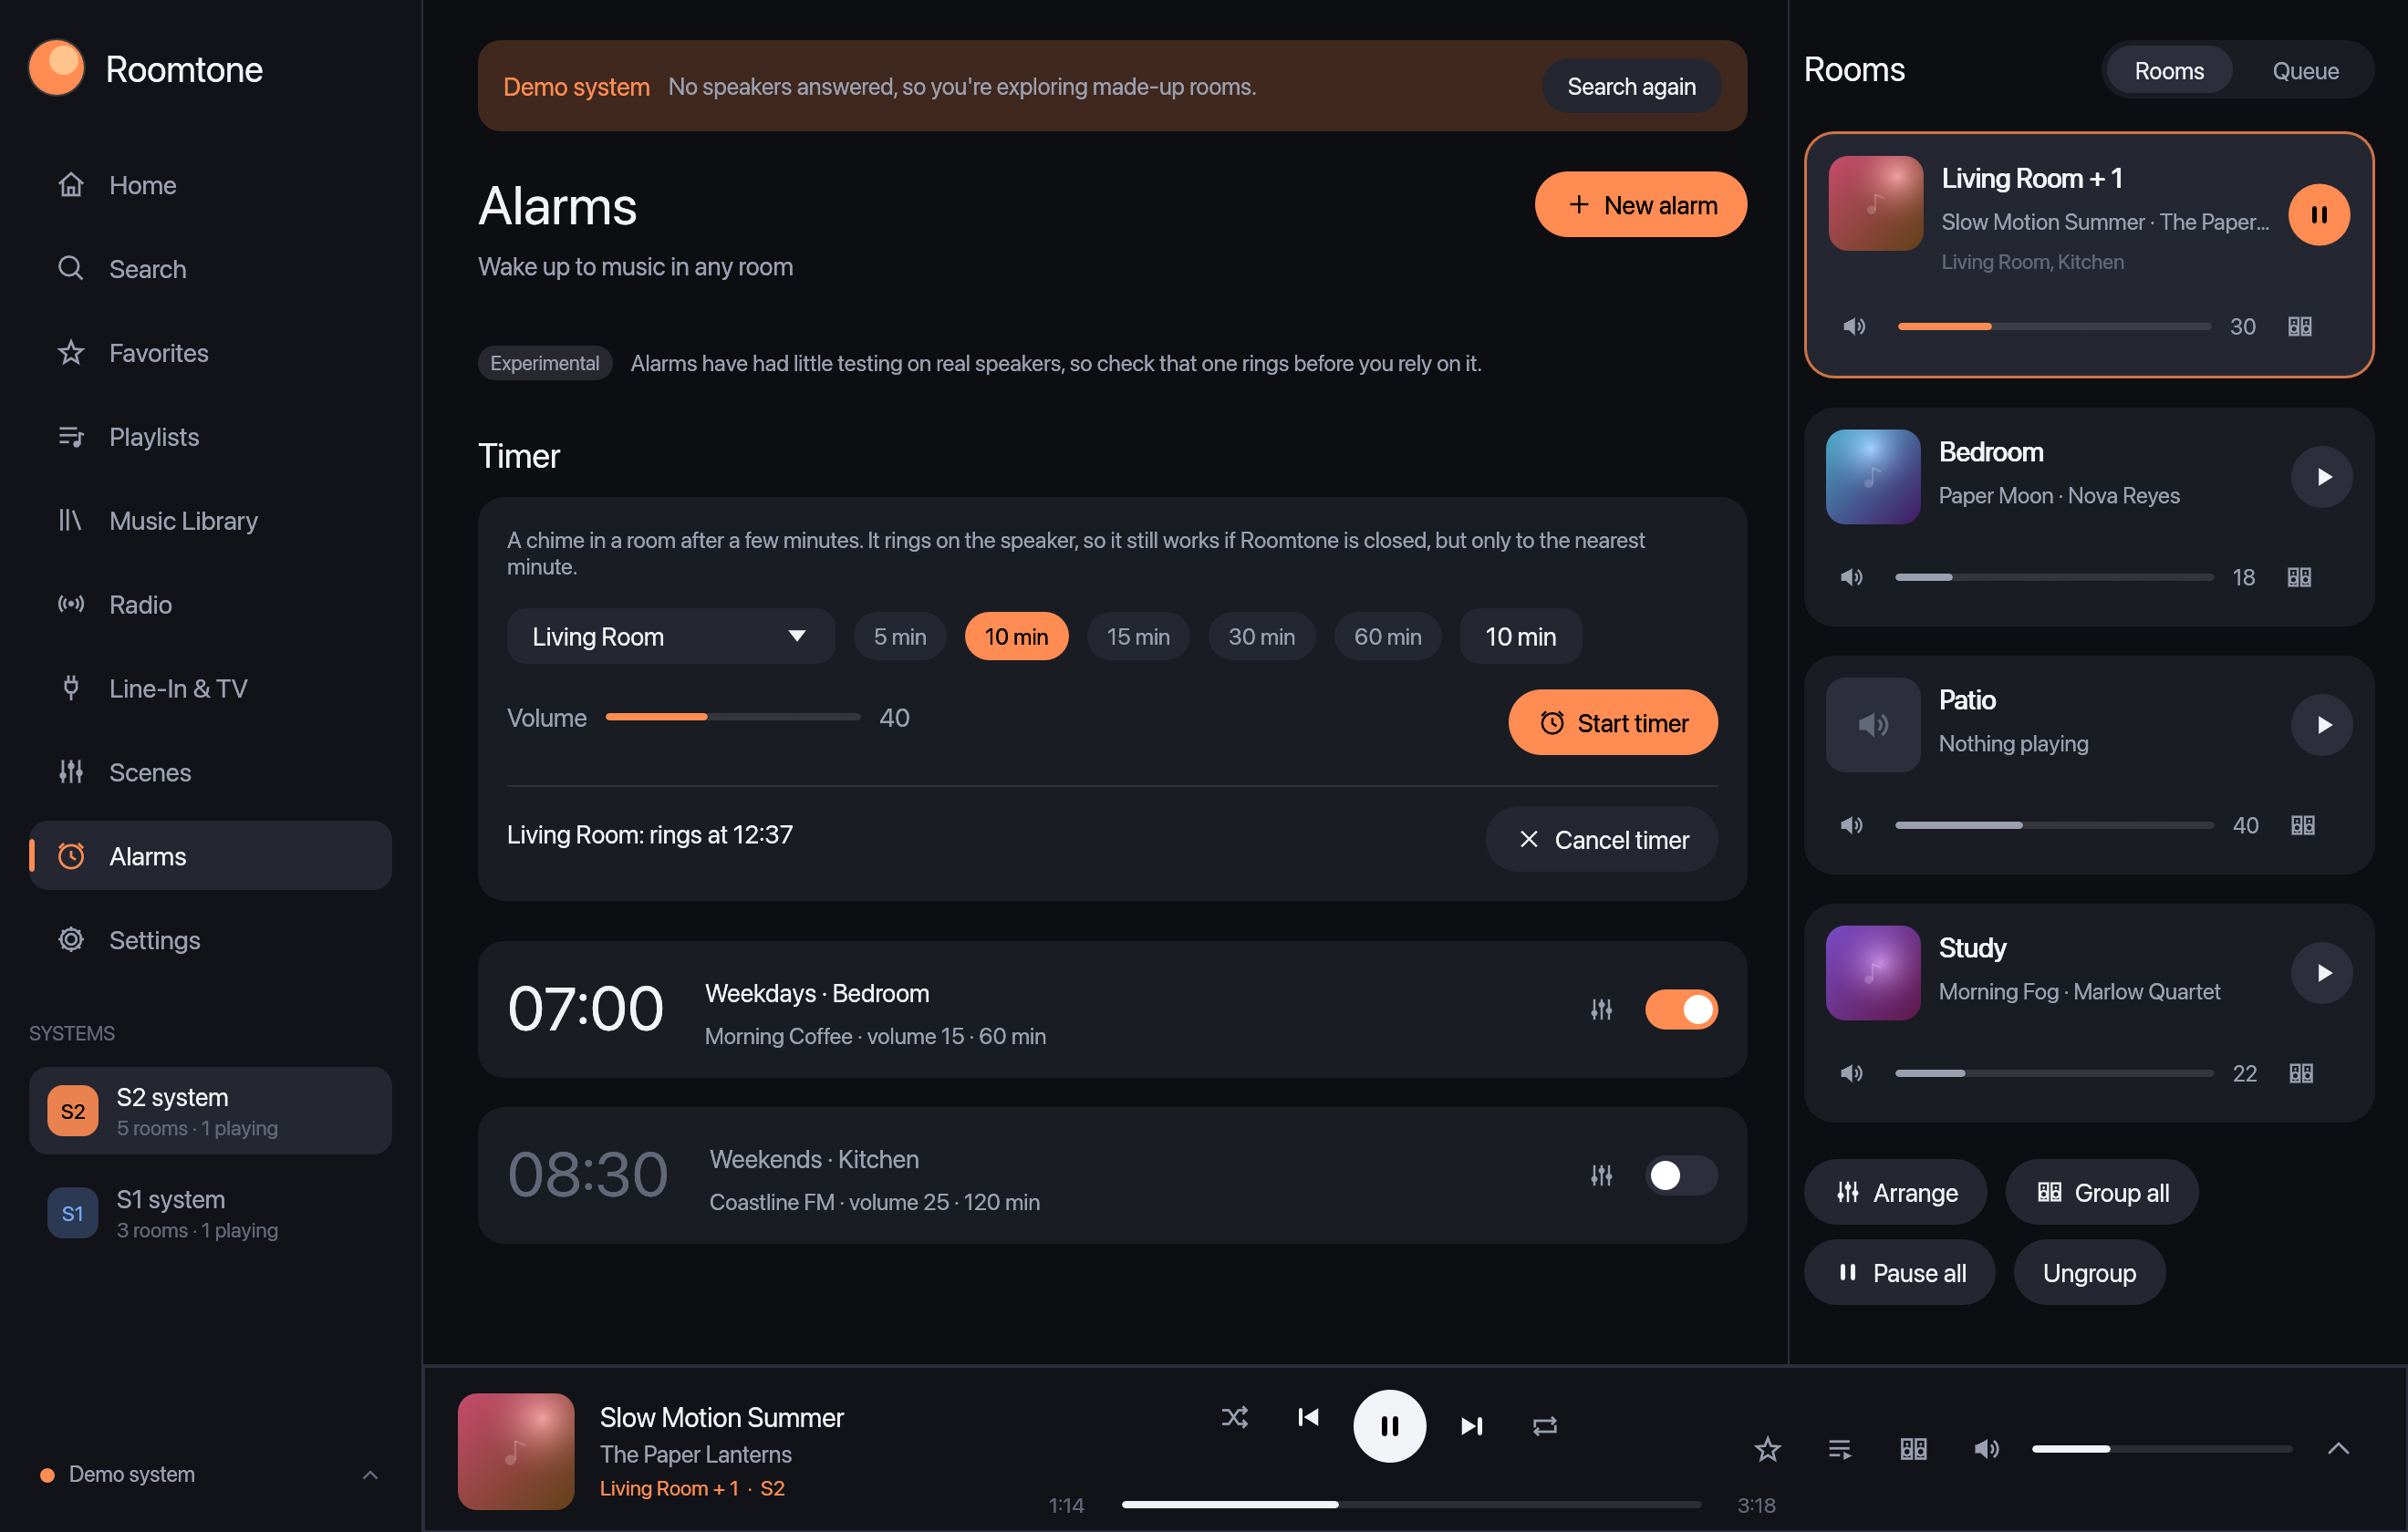 Roomtone
Home
Search
Favorites
Playlists
Music Library
Radio
Line-In & TV
Scenes
Alarms
Settings
SYSTEMS
S2
S2 system
5 rooms · 1 playing
S1
S1 system
3 rooms · 1 playing
Demo system
Demo system No speakers answered, so you're exploring made-up rooms.
Search again
Alarms
New alarm
Wake up to music in any room
Experimental Alarms have had little testing on real speakers, so check that one rings before you rely on it.
Timer
A chime in a room after a few minutes. It rings on the speaker, so it still works if Roomtone is closed, but only to the nearest
minute.
Living Room 5 min 10 min 15 min 30 min 60 min 10 min
Volume 40 Start timer
Living Room: rings at 12:37 Cancel timer
07:00
Weekdays · Bedroom
Morning Coffee · volume 15 · 60 min
08:30
Weekends · Kitchen
Coastline FM · volume 25 · 120 min
Rooms
Rooms Queue
Living Room + 1
Slow Motion Summer · The Paper...
Living Room, Kitchen
30
Bedroom
Paper Moon · Nova Reyes
18
Patio
Nothing playing
40
Study
Morning Fog · Marlow Quartet
22
Arrange Group all
Pause all Ungroup
Slow Motion Summer
The Paper Lanterns
Living Room + 1 · S2
1:14 3:18